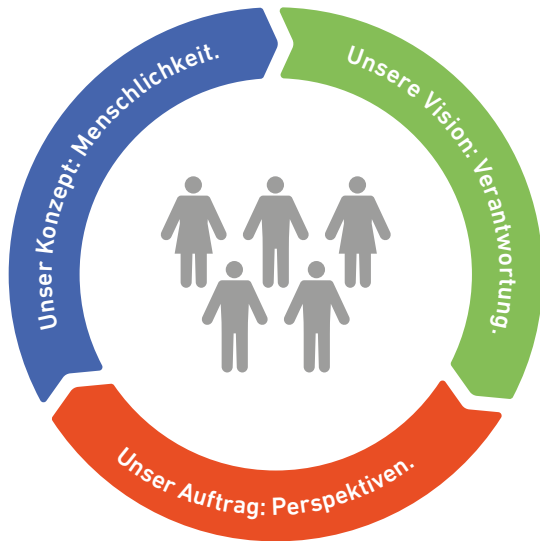 Unser Konzept: Menschlichkeit.
Unsere Vision: Verantwortung.
Unser Auftrag: Perspektiven.